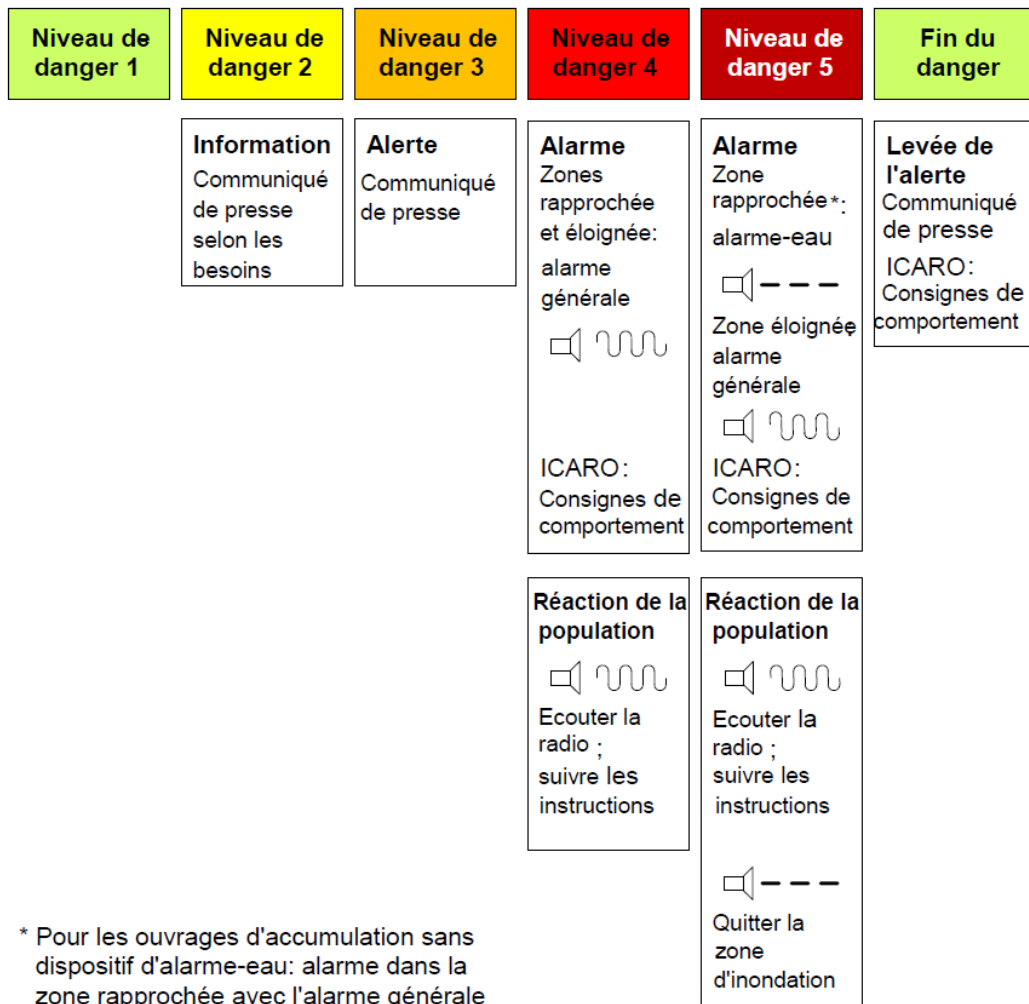 Niveau de
danger 1
Niveau de
danger 2
Niveau de
danger 3
Niveau de
danger 4
Niveau de
danger 5
Fin du
danger
Information
Communiqué
de presse
selon les
besoins
Alerte
Communiqué
de presse
Alarme
Zones
rapprochée
et éloignée:
alarme
générale
ICARO:
Consignes de
comportement
Alarme
Zone
rapprochée*:
alarme-eau
Zone éloignée,
alarme
générale
ICARO:
Consignes de
comportement
Levée de
l'alerte
Communiqué
de presse
ICARO:
Consignes de
comportement
Réaction de la
population
Ecouter la
radio ;
suivre les
instructions
Réaction de la
population
Ecouter la
radio ;
suivre les
instructions
Quitter la
zone
d'inondation
* Pour les ouvrages d'accumulation sans
dispositif d'alarme-eau: alarme dans la
zone rapprochée avec l'alarme générale